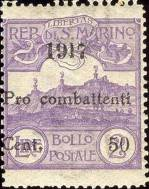 LIBERTAS
REP. DI S. MARINO
1917
Pro combattenti
Cent. 50
BOLLO
POSTALE